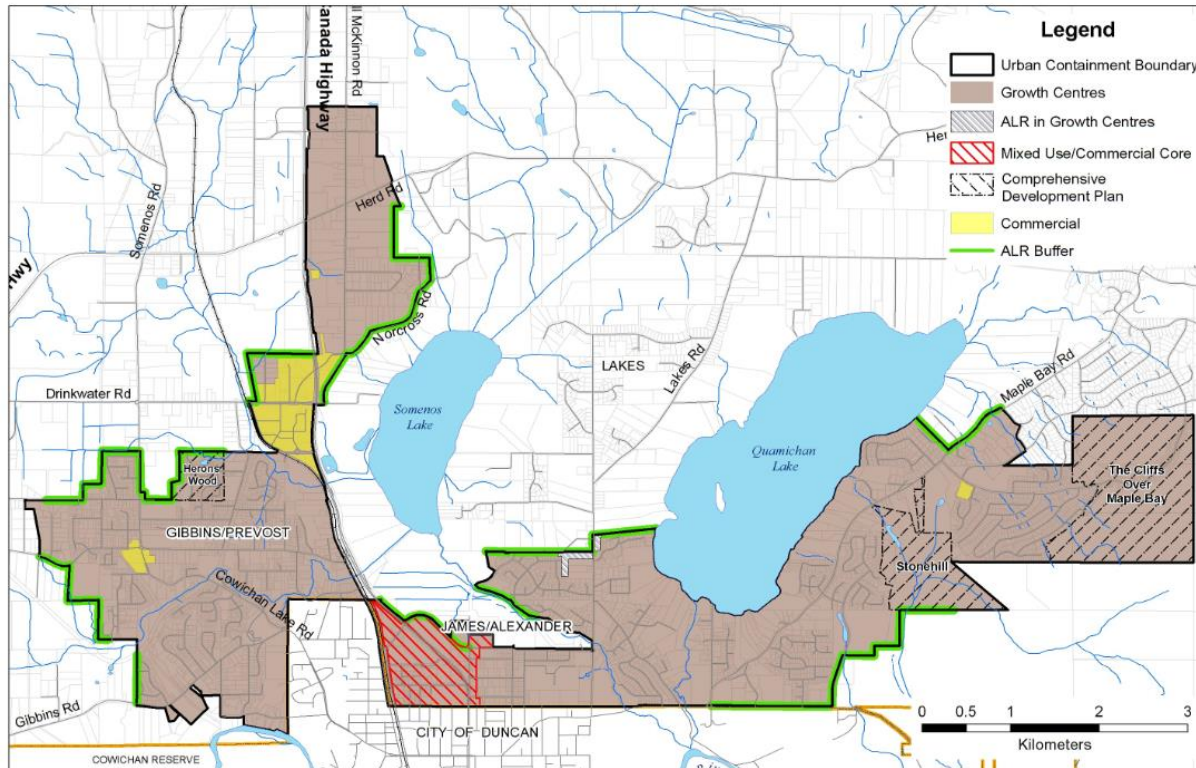 Legend
Urban Containment Boundary
Growth Centres
ALR in Growth Centres
Mixed Use/Commercial Core
Comprehensive
Development Plan
Commercial
ALR Buffer
anada Highway
ll McKinnon Rd
Her
Herd Rd
Somenos Rd
Hwy
Norcross Rd
LAKES
Lakes Rd
Drinkwater Rd
Maple Bay Rd
Somenos
Lake
Quamichan
Lake
Herons
Wood
The Cliffs
Over
Maple Bay
GIBBINS/PREVOST
Stonehill
Cowichan Lake Rd
JAMES/ALEXANDER
Gibbins Rd
CITY OF DUNCAN
COWICHAN RESERVE
0 0.5 1 2 3
Kilometers